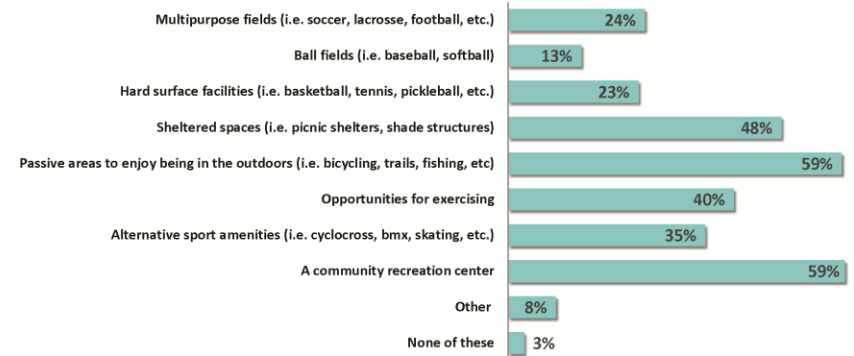 Multipurpose fields (i.e. soccer, lacrosse, football, etc.) 24%
Ball fields (i.e. baseball, softball) 13%
Hard surface facilities (i.e. basketball, tennis, pickleball, etc.) 23%
Sheltered spaces (i.e. picnic shelters, shade structures) 48%
Passive areas to enjoy being in the outdoors (i.e. bicycling, trails, fishing, etc) 59%
Opportunities for exercising 40%
Alternative sport amenities (i.e. cyclocross, bmx, skating, etc.) 35%
A community recreation center 59%
Other 8%
None of these 3%